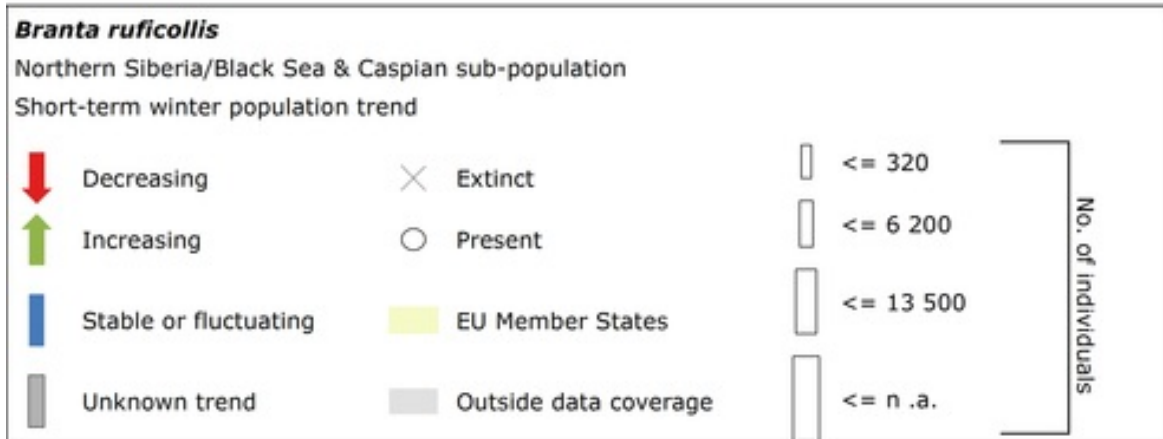 Branta ruficollis
Northern Siberia/Black Sea & Caspian sub-population
Short-term winter population trend
Decreasing
Extinct
<= 320
Increasing
Present
<= 6 200
Stable or fluctuating
EU Member States
<= 13 500
Unknown trend
Outside data coverage
<= n .a.
No. of individuals